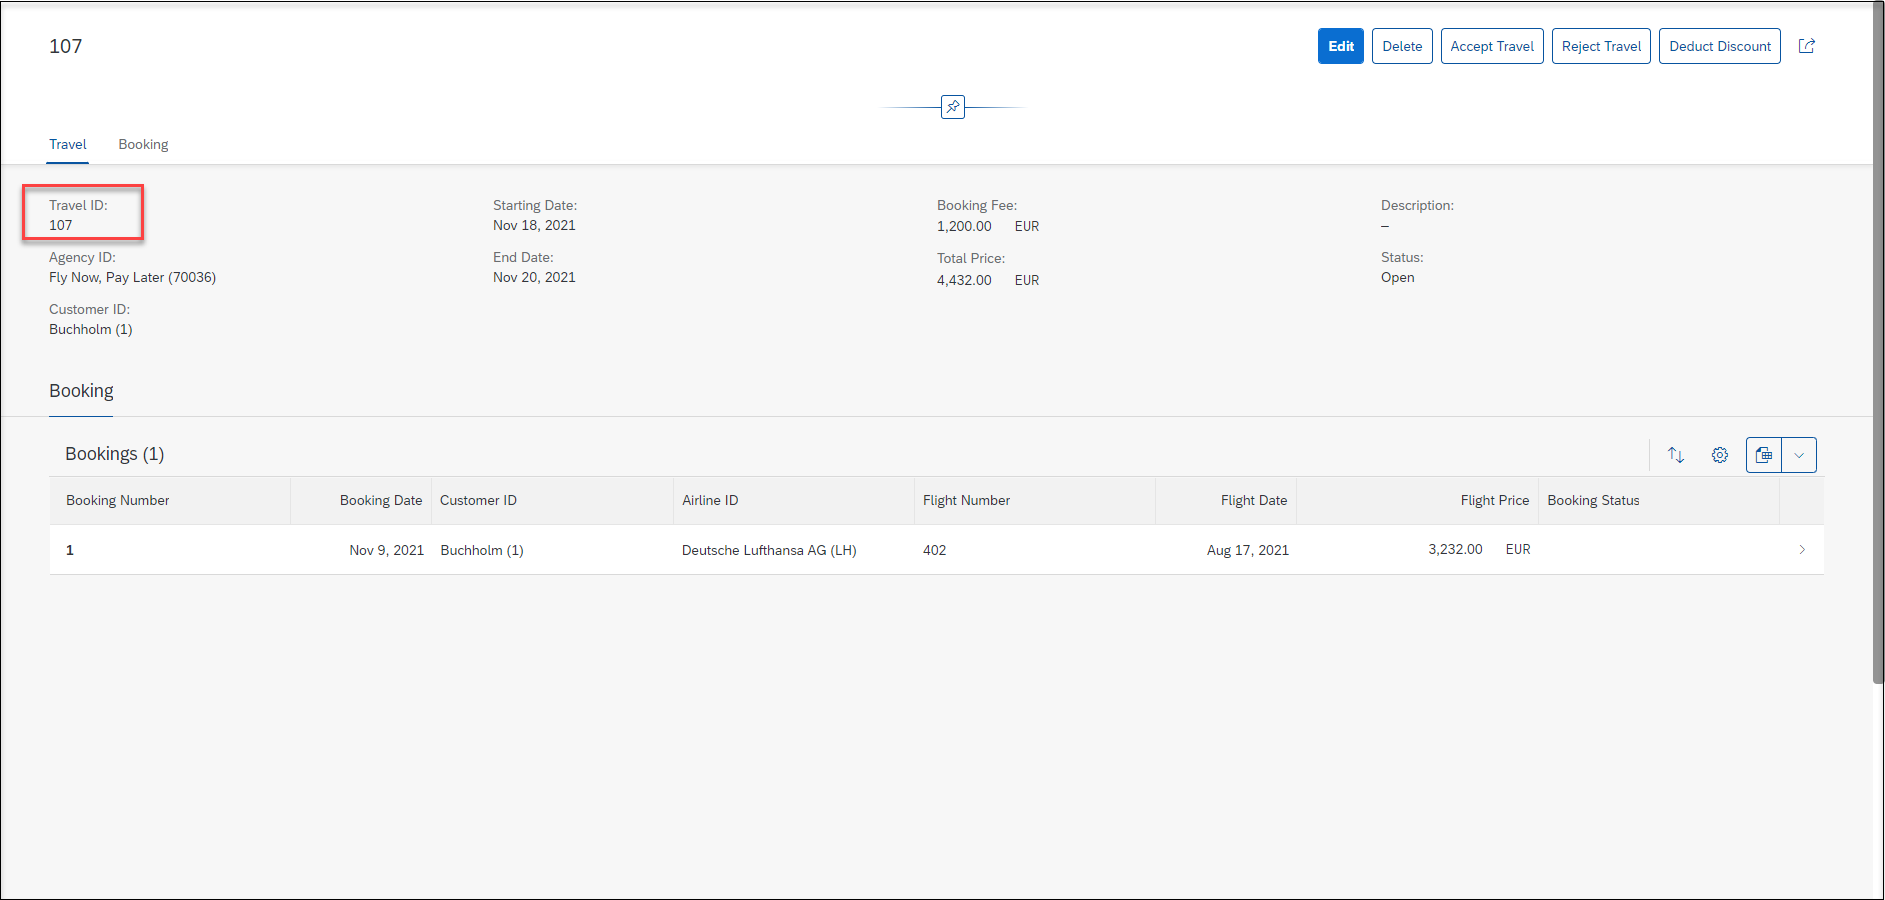 107
Edit Delete Accept Travel Reject Travel Deduct Discount
Travel Booking
Travel ID: Starting Date: Booking Fee: Description:
107 Nov 18, 2021 1,200.00 EUR –
Agency ID: End Date: Total Price: Status:
Fly Now, Pay Later (70036) Nov 20, 2021 4,432.00 EUR Open
Customer ID:
Buchholm (1)
Booking
Bookings (1)
Booking Number Booking Date Customer ID Airline ID Flight Number Flight Date Flight Price Booking Status
1 Nov 9, 2021 Buchholm (1) Deutsche Lufthansa AG (LH) 402 Aug 17, 2021 3,232.00 EUR